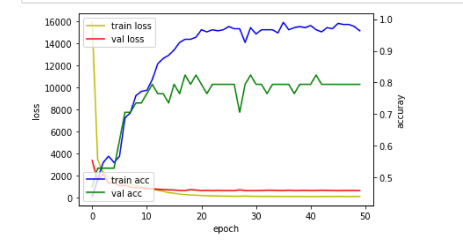 16000
14000
12000
10000
8000
6000
4000
2000
0
loss
train loss
val loss
train acc
val acc
1.0
0.9
0.8
0.7
0.6
0.5
accuray
0 10 20 30 40 50
epoch